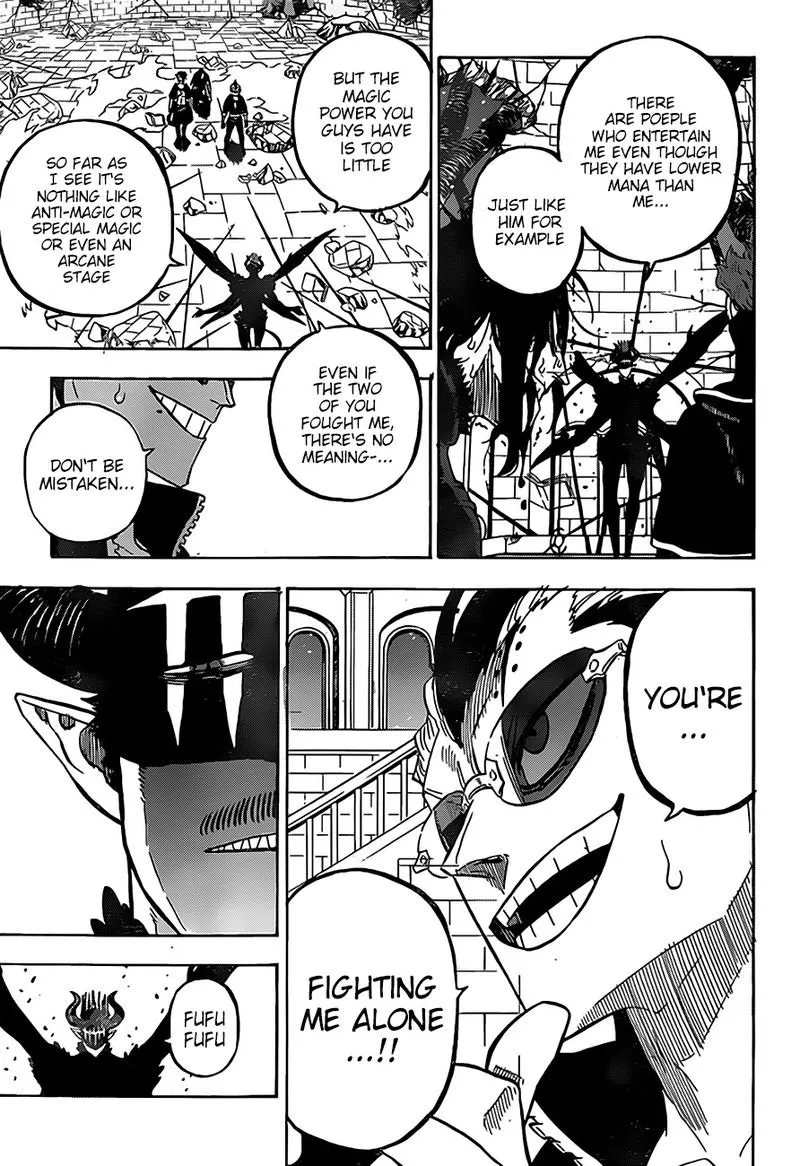 THERE
ARE POEPLE
WHO ENTERTAIN
ME EVEN THOUGH
THEY HAVE LOWER
MANA THAN
ME...
JUST LIKE
HIM FOR
EXAMPLE
BUT THE
MAGIC
POWER YOU
GUYS HAVE
IS TOO
LITTLE
SO FAR AS
I SEE IT'S
NOTHING LIKE
ANTI-MAGIC OR
SPECIAL MAGIC
OR EVEN AN
ARCANE
STAGE
EVEN IF
THE TWO
OF YOU
FOUGHT ME,
THERE'S NO
MEANING-...
DON'T BE
MISTAKEN...
YOU'RE
...
FIGHTING
ME ALONE
...!!
FUFU
FUFU